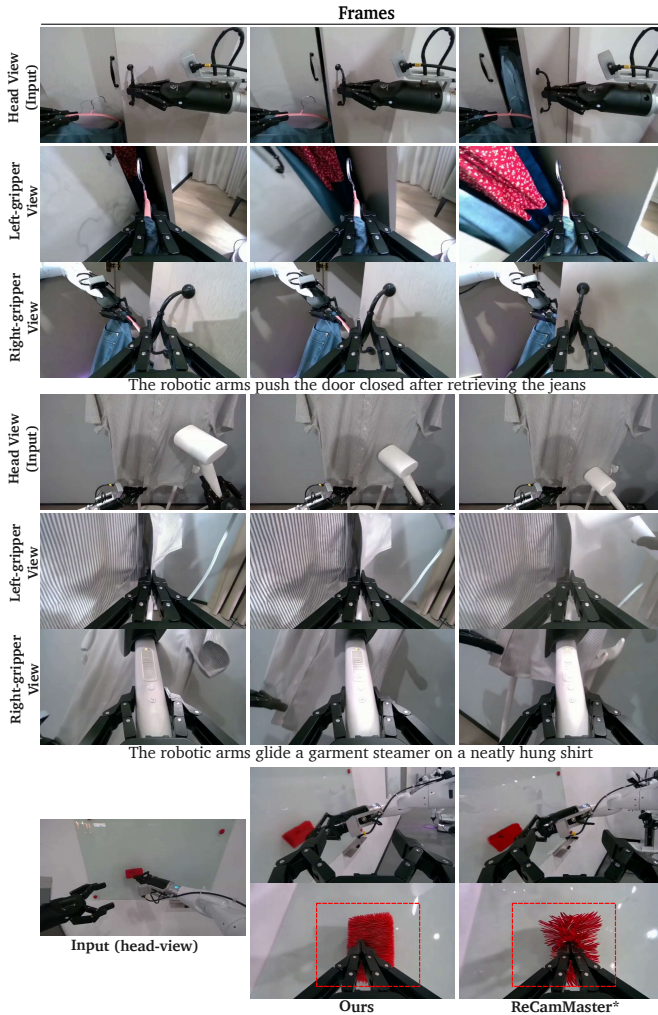 Frames
Head View
(Input)
Left-gripper
View
Right-gripper
View
The robotic arms push the door closed after retrieving the jeans
Head View
(Input)
Left-gripper
View
Right-gripper
View
The robotic arms glide a garment steamer on a neatly hung shirt
Input (head-view)
Ours
ReCamMaster*